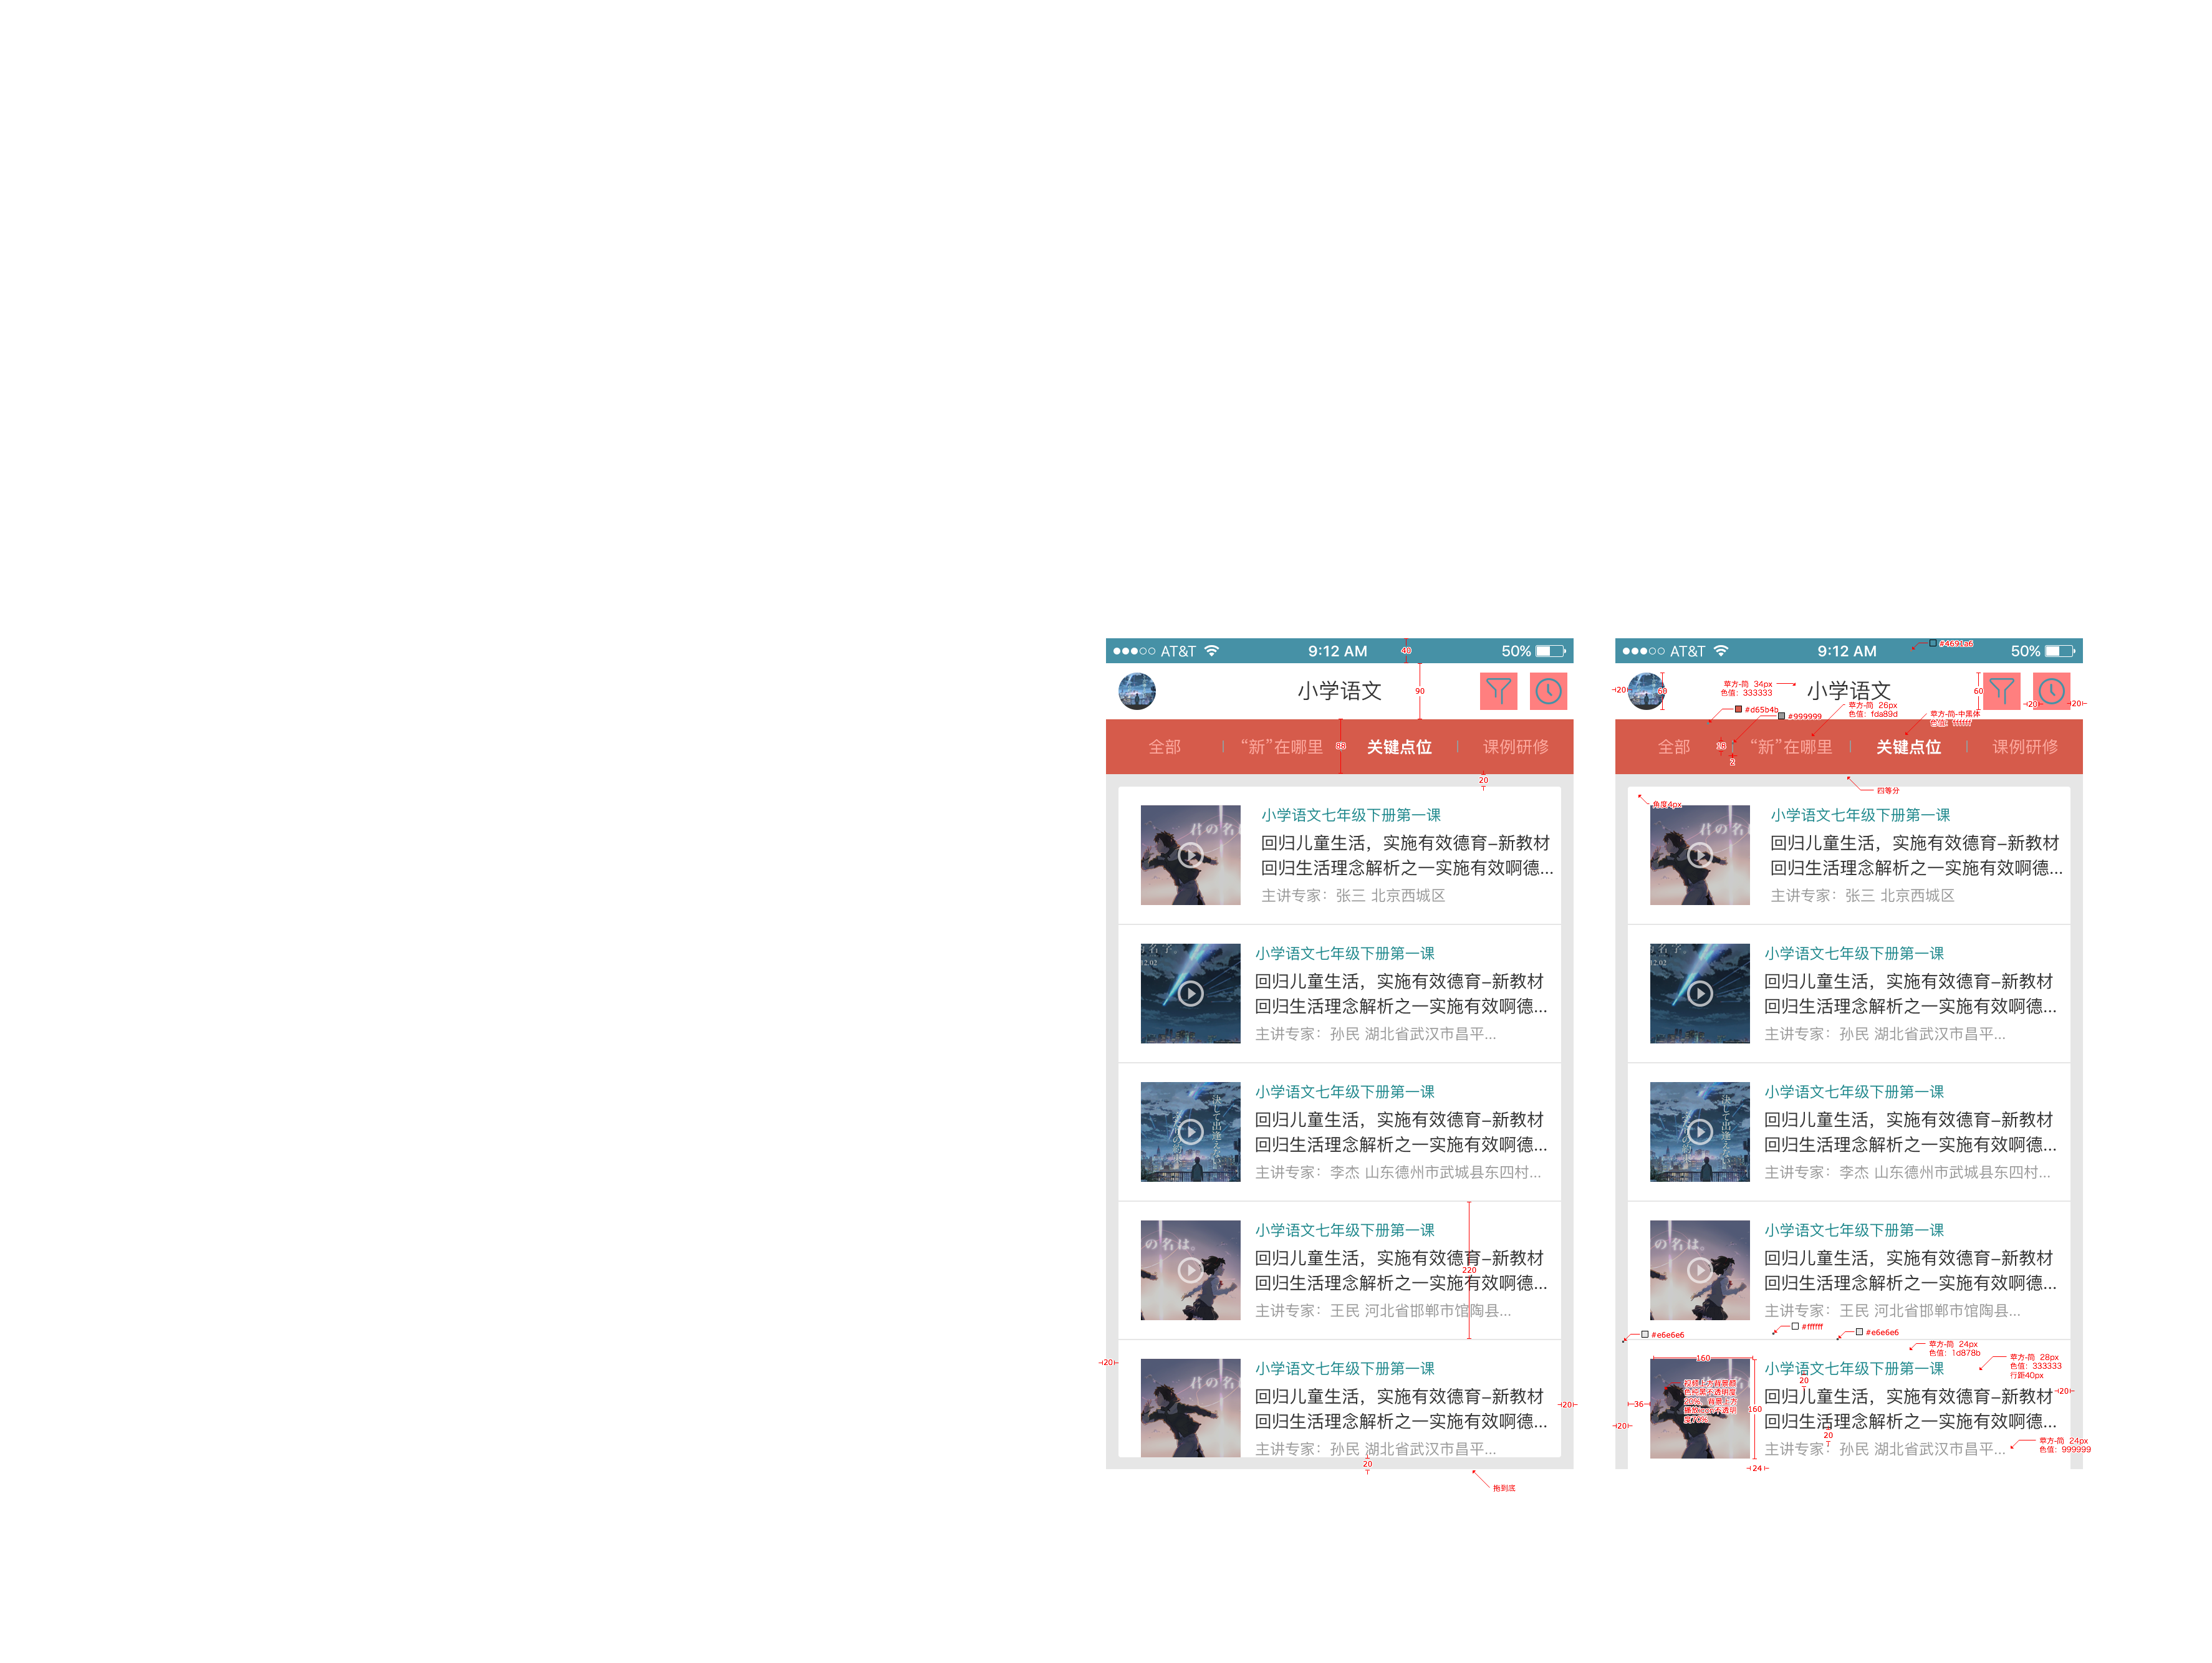 AT&T 9:12 AM 50%
40
小学语文
90
全部 “新”在哪里 88 关键点位 课例研修
20
小学语文七年级下册第一课
回归儿童生活，实施有效德育–新教材
回归生活理念解析之一实施有效啊德...
主讲专家：张三 北京西城区
小学语文七年级下册第一课
回归儿童生活，实施有效德育–新教材
回归生活理念解析之一实施有效啊德...
主讲专家：孙民 湖北省武汉市昌平...
小学语文七年级下册第一课
回归儿童生活，实施有效德育–新教材
回归生活理念解析之一实施有效啊德...
主讲专家：李杰 山东德州市武城县东四村...
小学语文七年级下册第一课
回归儿童生活，实施有效德育–新教材
220
回归生活理念解析之一实施有效啊德...
主讲专家：王民 河北省邯郸市馆陶县...
20
小学语文七年级下册第一课
回归儿童生活，实施有效德育–新教材
20
回归生活理念解析之一实施有效啊德...
主讲专家：孙民 湖北省武汉市昌平...
20
拖到底
AT&T 9:12 AM 50%
#4691a6
苹方-简 34px
色值：333333
小学语文
20
60
60
20
20
#d65b4b
#999999
苹方-简 26px
色值：fda89d
苹方-简-中黑体
色值：ffffff
全部 18 “新”在哪里 关键点位 课例研修
2
四等分
角度4px
小学语文七年级下册第一课
回归儿童生活，实施有效德育–新教材
回归生活理念解析之一实施有效啊德...
主讲专家：张三 北京西城区
小学语文七年级下册第一课
回归儿童生活，实施有效德育–新教材
回归生活理念解析之一实施有效啊德...
主讲专家：孙民 湖北省武汉市昌平...
小学语文七年级下册第一课
回归儿童生活，实施有效德育–新教材
回归生活理念解析之一实施有效啊德...
主讲专家：李杰 山东德州市武城县东四村...
小学语文七年级下册第一课
回归儿童生活，实施有效德育–新教材
回归生活理念解析之一实施有效啊德...
主讲专家：王民 河北省邯郸市馆陶县...
#e6e6e6
#ffffff
#e6e6e6
苹方-简 24px
色值：1d878b
苹方-简 28px
色值：333333
行距40px
160
小学语文七年级下册第一课
20
回归儿童生活，实施有效德育–新教材
20
36
160
20
回归生活理念解析之一实施有效啊德...
20
主讲专家：孙民 湖北省武汉市昌平...
苹方-简 24px
色值：999999
24